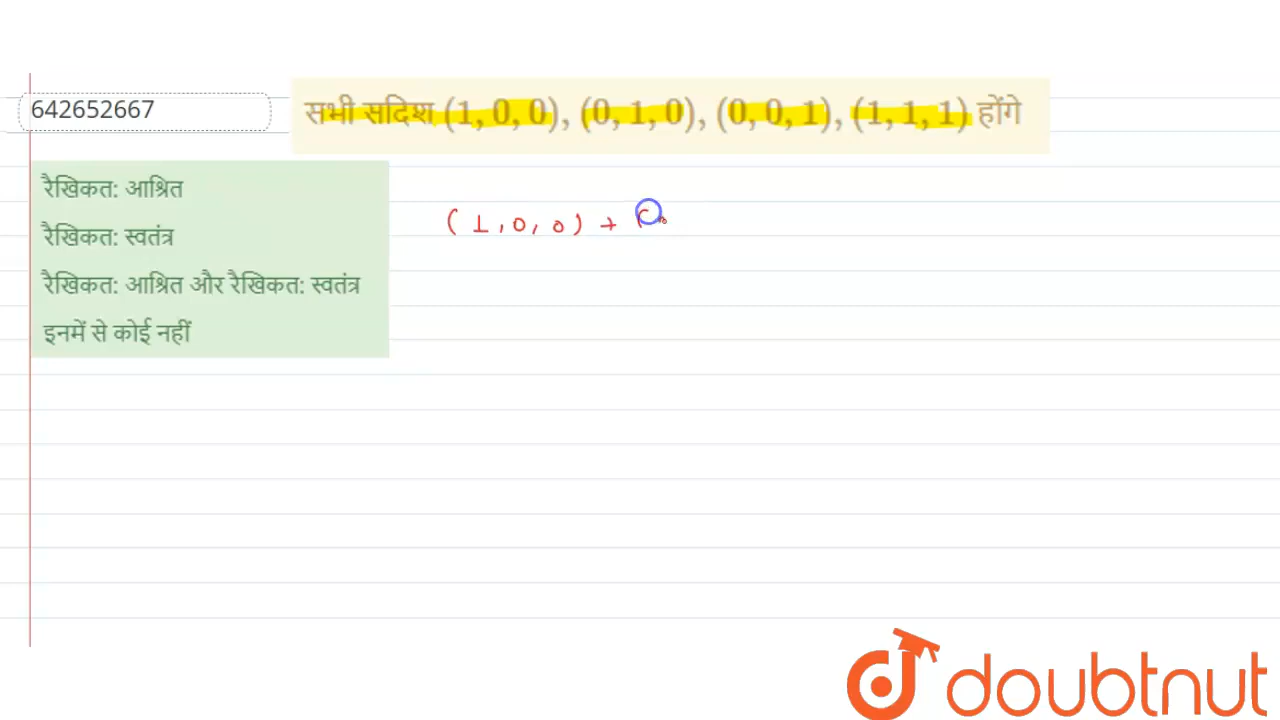 642652667
सभी सदिश (1, 0, 0), (0, 1, 0), (0, 0, 1), (1, 1, 1) होंगे
रैखिकत: आश्रित
रैखिकत: स्वतंत्र
रैखिकत: आश्रित और रैखिकत: स्वतंत्र
इनमें से कोई नहीं
(1, 0, 0) + (0
doubtnut